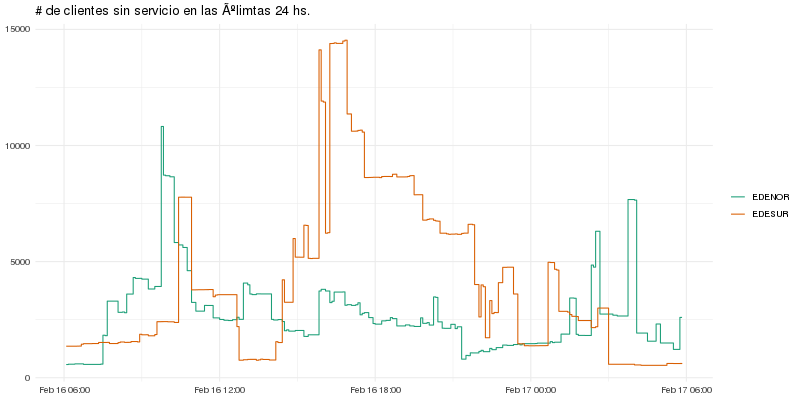 # de clientes sin servicio en las Ãºlimtas 24 hs.
15000
10000
5000
0
Feb 16 06:00
Feb 16 12:00
Feb 16 18:00
Feb 17 00:00
Feb 17 06:00
EDENOR
EDESUR